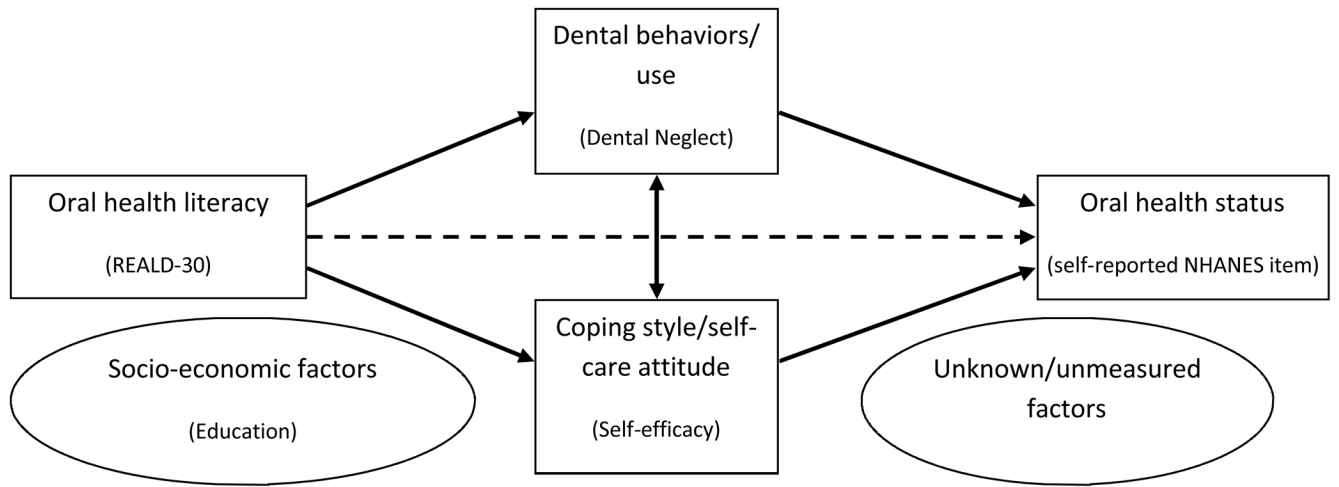 Dental behaviors/
use
(Dental Neglect)
Oral health literacy
(REALD-30)
Oral health status
(self-reported NHANES item)
Coping style/self-
care attitude
(Self-efficacy)
Socio-economic factors
(Education)
Unknown/unmeasured
factors